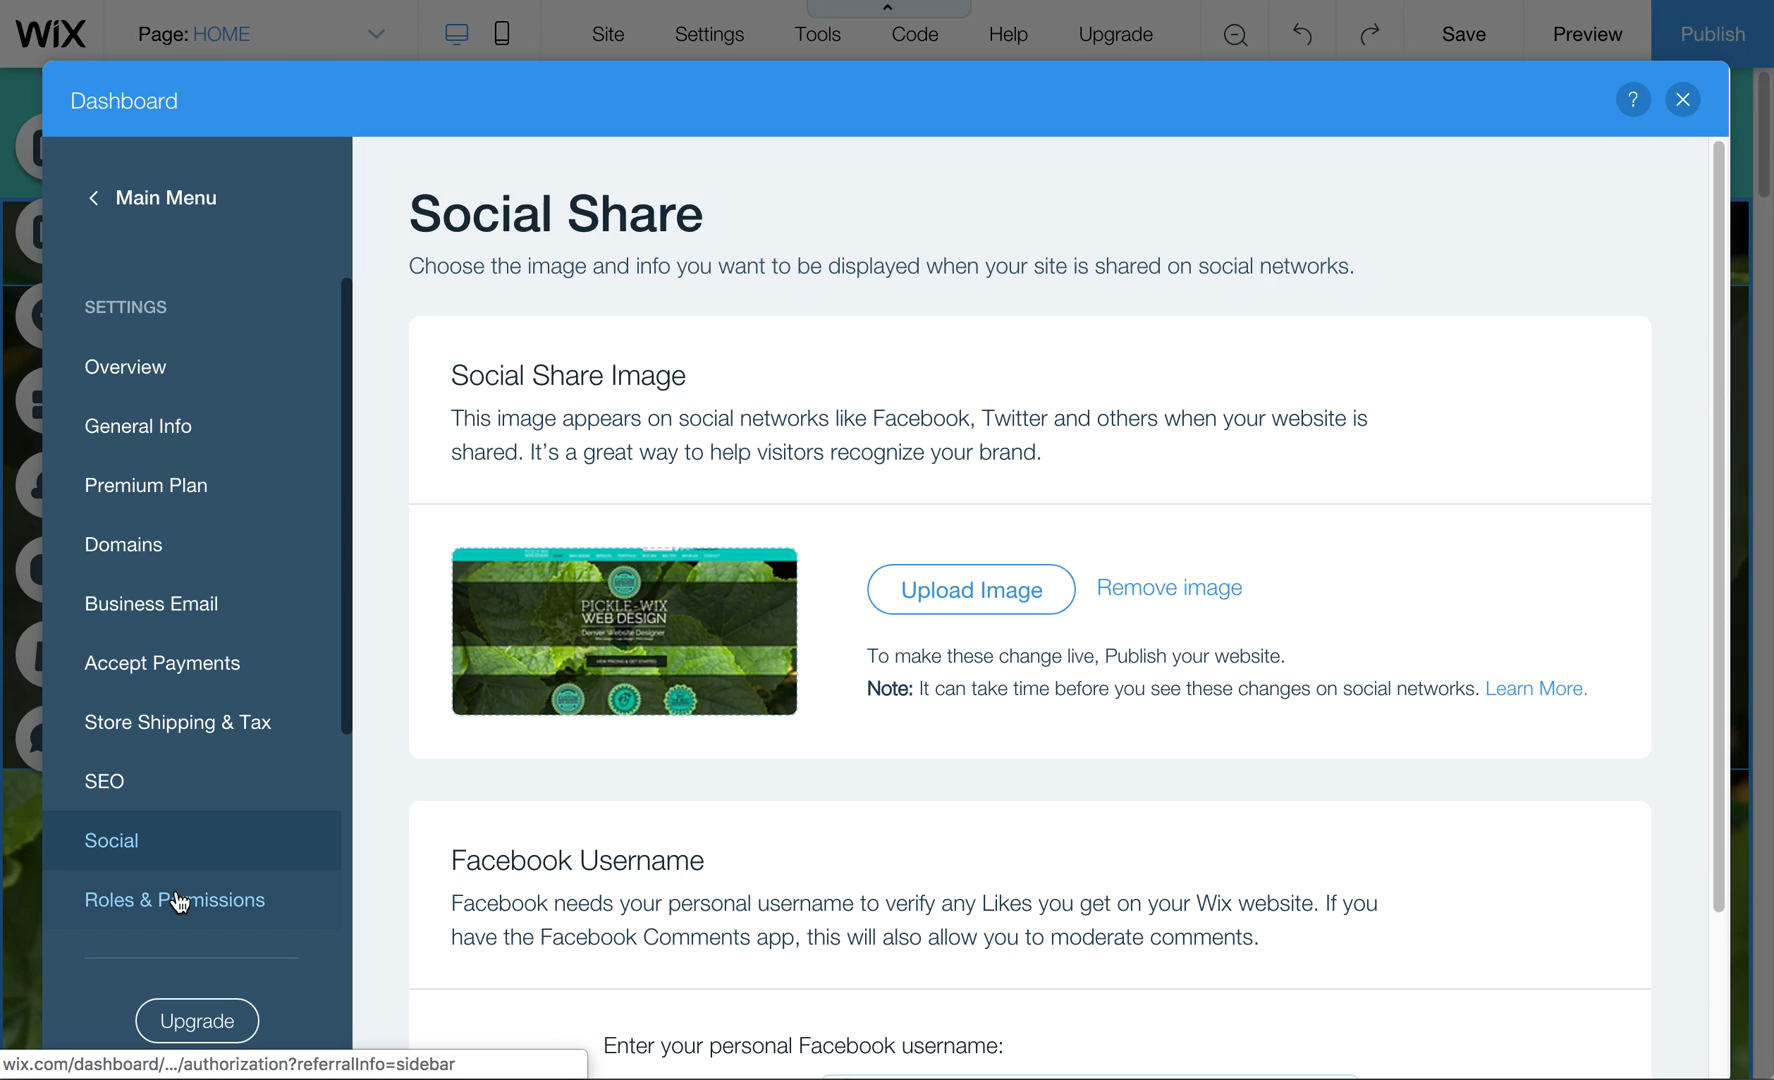 WiX
Page: HOME
Site
Settings
Tools
Code
Help
Upgrade
Save
Preview
Publish
Dashboard
?
Main Menu
SETTINGS
Overview
General Info
Premium Plan
Domains
Business Email
Accept Payments
Store Shipping & Tax
SEO
Social
Roles & P missions
Upgrade
wix.com/dashboard/.../authorization?referralInfo=sidebar
Social Share
Choose the image and info you want to be displayed when your site is shared on social networks.
Social Share Image
This image appears on social networks like Facebook, Twitter and others when your website is
shared. It's a great way to help visitors recognize your brand.
PICKLE-WIX
WEB DESIGN
Denver Website Designer
VIEW PRICING & GET STARTED
Upload Image
Remove image
To make these change live, Publish your website.
Note: It can take time before you see these changes on social networks. Learn More.
Facebook Username
Facebook needs your personal username to verify any Likes you get on your Wix website. If you
have the Facebook Comments app, this will also allow you to moderate comments.
Enter your personal Facebook username: